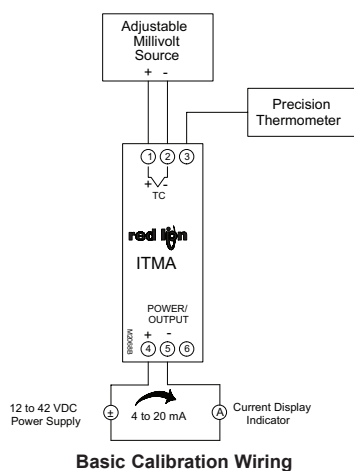 Adjustable
Millivolt
Source
+ -
Precision
Thermometer
1 2 3
+ -
TC
red lion
ITMA
POWER/
OUTPUT
M2068B
+ -
4 5 6
12 to 42 VDC
Power Supply
±
4 to 20 mA
A
Current Display
Indicator
Basic Calibration Wiring